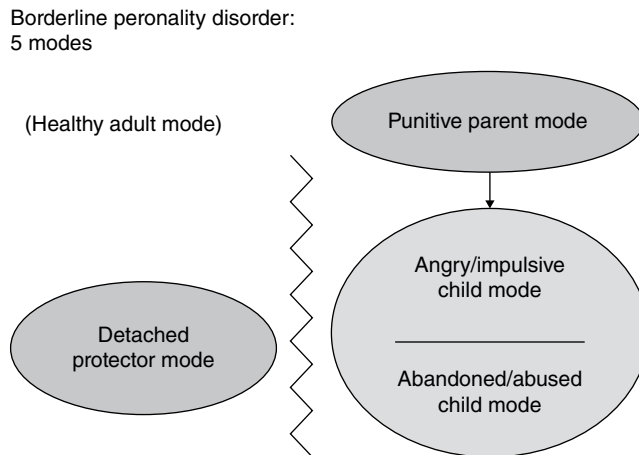 Borderline peronality disorder:
5 modes
(Healthy adult mode)
Punitive parent mode
Angry/impulsive
child mode
Detached
protector mode
Abandoned/abused
child mode